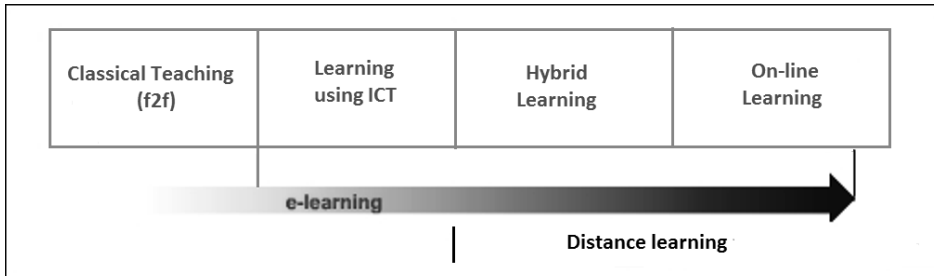 Classical Teaching
(f2f)
Learning
using ICT
Hybrid
Learning
On-line
Learning
e-learning
Distance learning